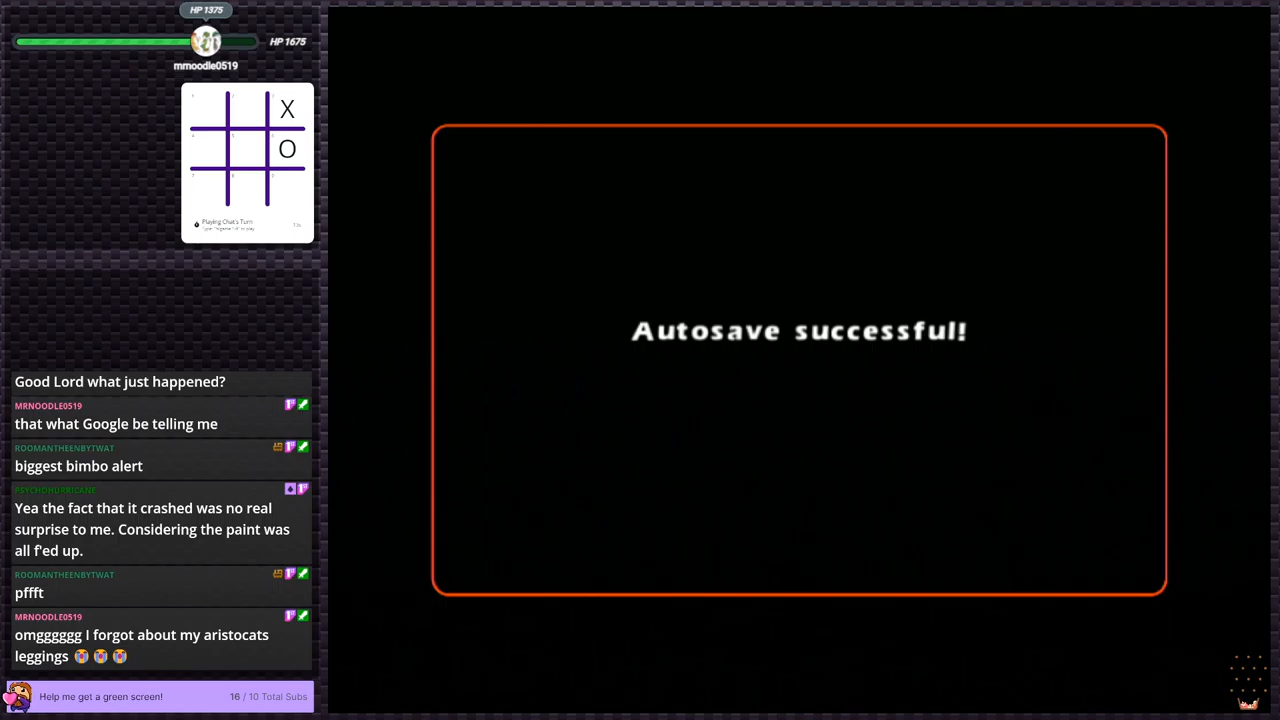 HP 1375
HP 1675
mmoodle0519
X
O
Playing Chat's Turn
Good Lord what just happened?
MRNOODLE0519
that what Google be telling me
ROOMANTHEENBYTWAT
biggest bimbo alert
PSYCHOHURRICANE
Yea the fact that it crashed was no real
surprise to me. Considering the paint was
all f'ed up.
ROOMANTHEENBYTWAT
pffft
MRNOODLE0519
omgggggg I forgot about my aristocats
leggings 😭 😭 😭
Help me get a green screen!
16 / 10 Total Subs
Autosave successful!